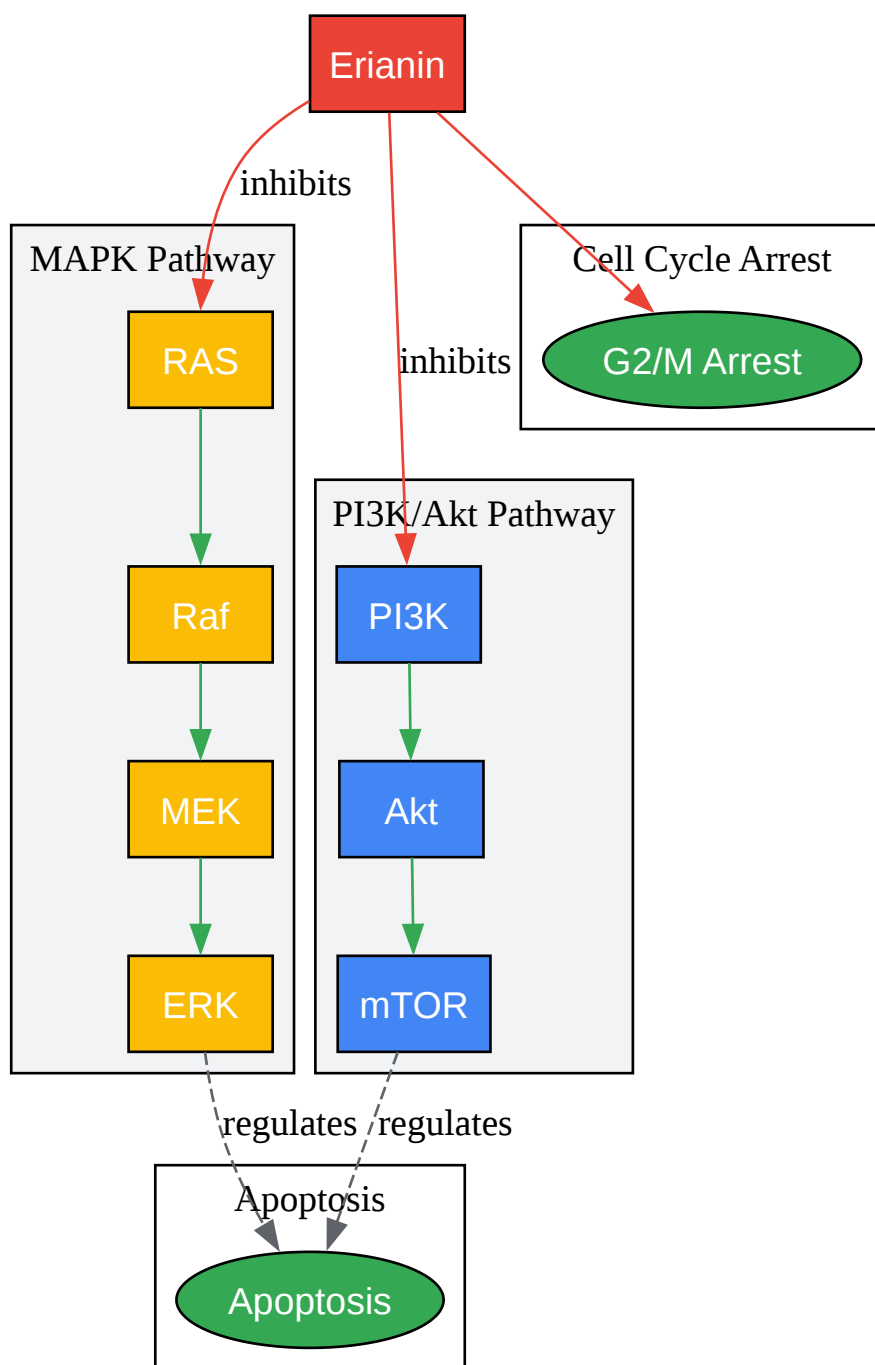 Erianin
inhibits
MAPK Pathway
Cell Cycle Arrest
RAS
inhibits
G2/M Arrest
PI3K/Akt Pathway
Raf
PI3K
MEK
Akt
ERK
mTOR
regulates
regulates
Apoptosis
Apoptosis